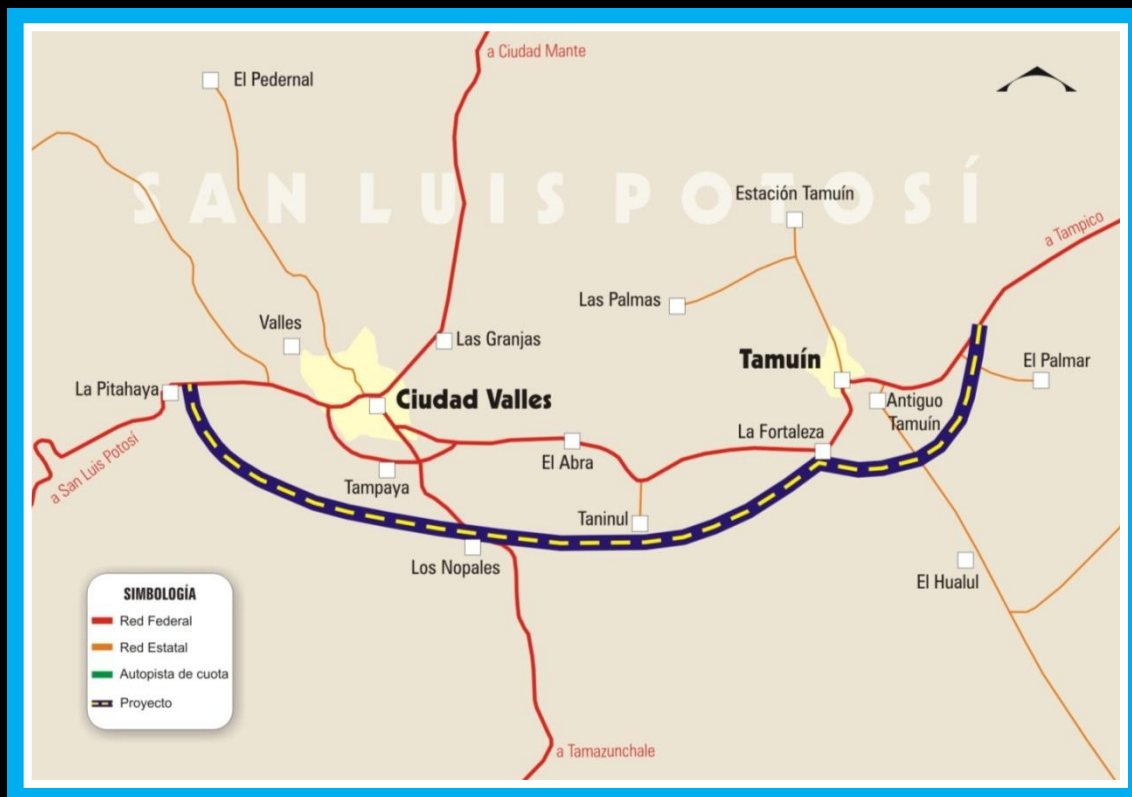 a Ciudad Mante
El Pedernal
SAN LUIS POTOSÍ
Estación Tamuín
a Tampico
Las Palmas
Valles
Las Granjas
Tamuín
El Palmar
La Pitahaya
Ciudad Valles
Antiguo
Tamuín
La Fortaleza
a San Luis Potosí
El Abra
Tampaya
Taninul
Los Nopales
El Hualul
SIMBOLOGÍA
Red Federal
Red Estatal
Autopista de cuota
Proyecto
a Tamazunchale